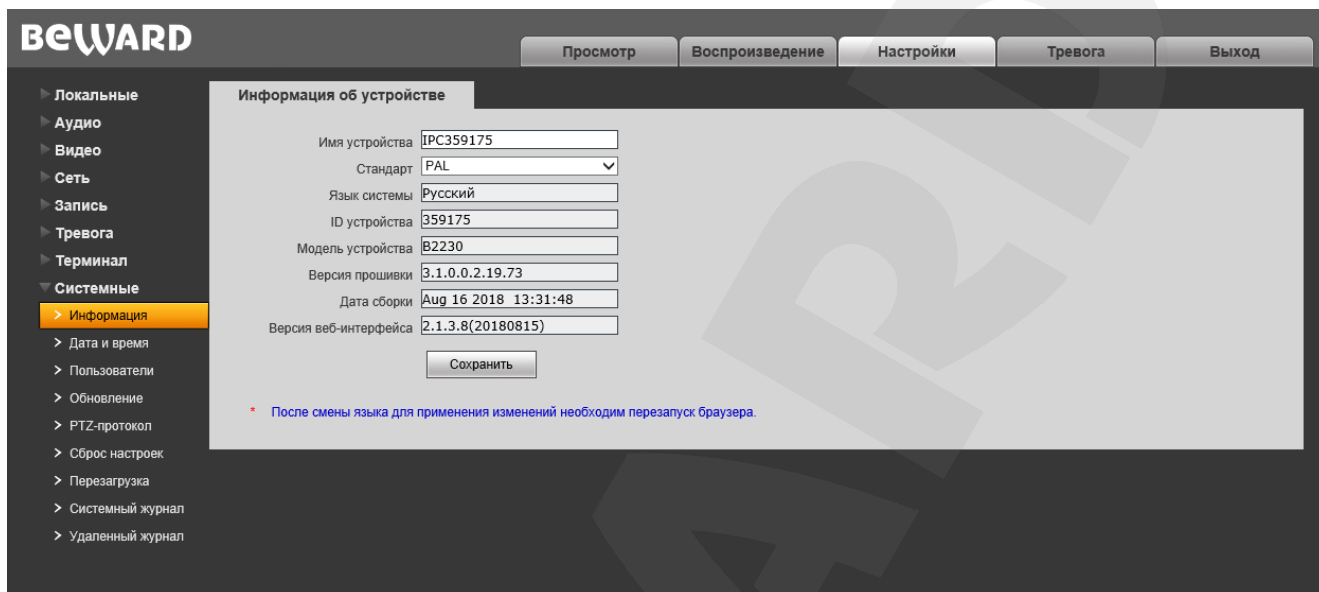 BEWARD
Просмотр Воспроизведение Настройки Тревога Выход
Локальные
Аудио
Видео
Сеть
Запись
Тревога
Терминал
Системные
Информация
Дата и время
Пользователи
Обновление
PTZ-протокол
Сброс настроек
Перезагрузка
Системный журнал
Удаленный журнал
Информация об устройстве
Имя устройства IPC359175
Стандарт PAL
Язык системы Русский
ID устройства 359175
Модель устройства B2230
Версия прошивки 3.1.0.0.2.19.73
Дата сборки Aug 16 2018 13:31:48
Версия веб-интерфейса 2.1.3.8(20180815)
Сохранить
* После смены языка для применения изменений необходим перезапуск браузера.